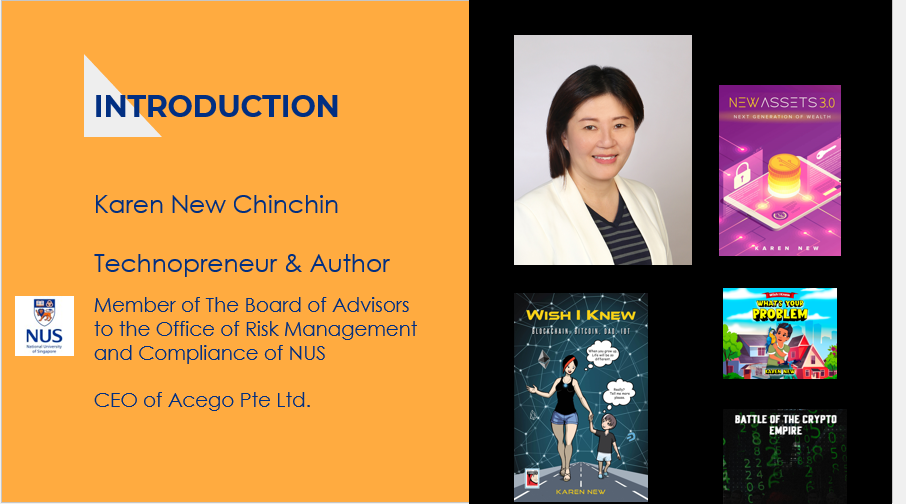 INTRODUCTION
Karen New Chinchin
Technopreneur & Author
Member of The Board of Advisors
to the Office of Risk Management
and Compliance of NUS
CEO of Acego Pte Ltd.
NUS
National University
of Singapore
NEWASSETS 3.0
NEXT GENERATION OF WEALTH
KAREN NEW
WISH I KNEW
BLOCKCHAIN, BITCOIN, DAO, IOT
When you grow up,
Life will be so
different!
Really?
Tell me more
please.
KAREN NEW
WHAT'S YOUR
PROBLEM
KAREN NEW
BATTLE OF THE CRYPTO
EMPIRE